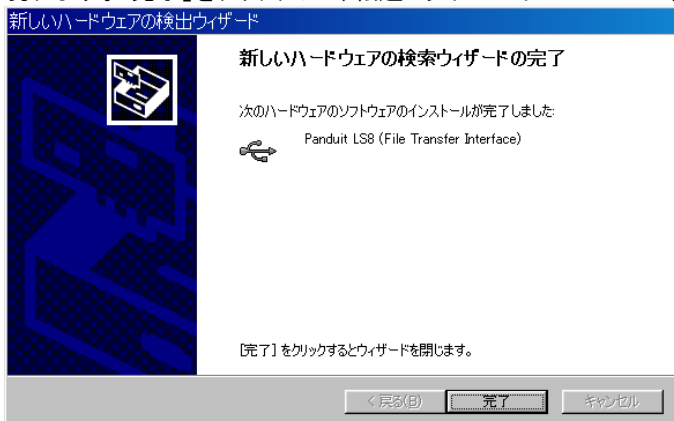 新しいハードウェアの検出ウィザード
新しいハードウェアの検索ウィザードの完了
次のハードウェアのソフトウェアのインストールが完了しました:
Panduit LS8 (File Transfer Interface)
[完了] をクリックするとウィザードを閉じます。
< 戻る(B)
完了
キャンセル